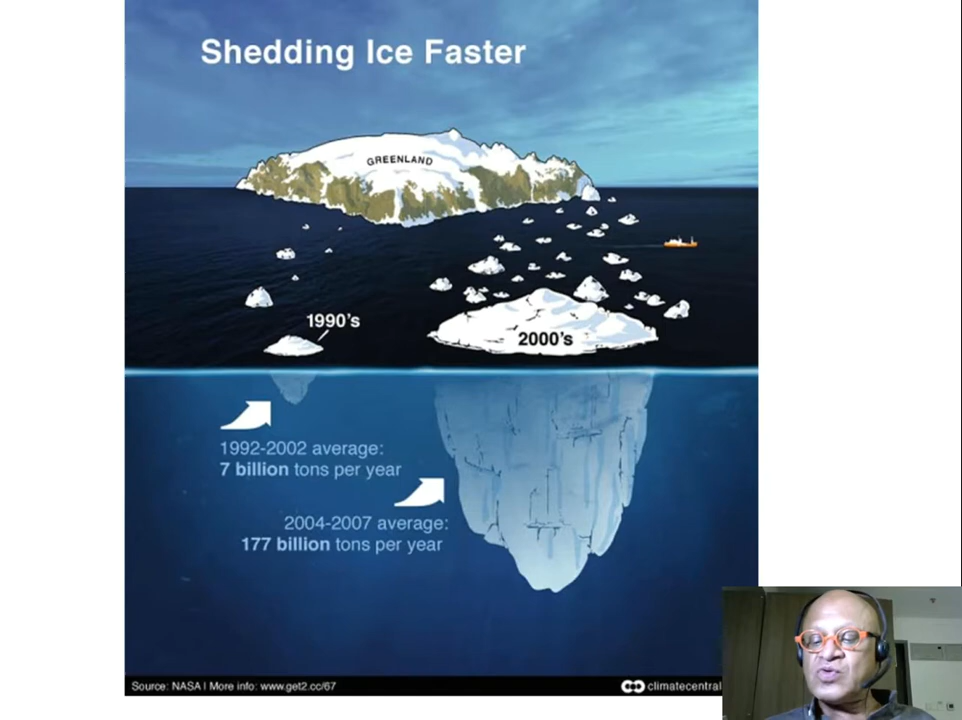 Shedding Ice Faster
GREENLAND
1990's
2000's
1992-2002 average:
7 billion tons per year
2004-2007 average:
177 billion tons per year
Source: NASA | More info: www.get2.cc/67
climatecentral